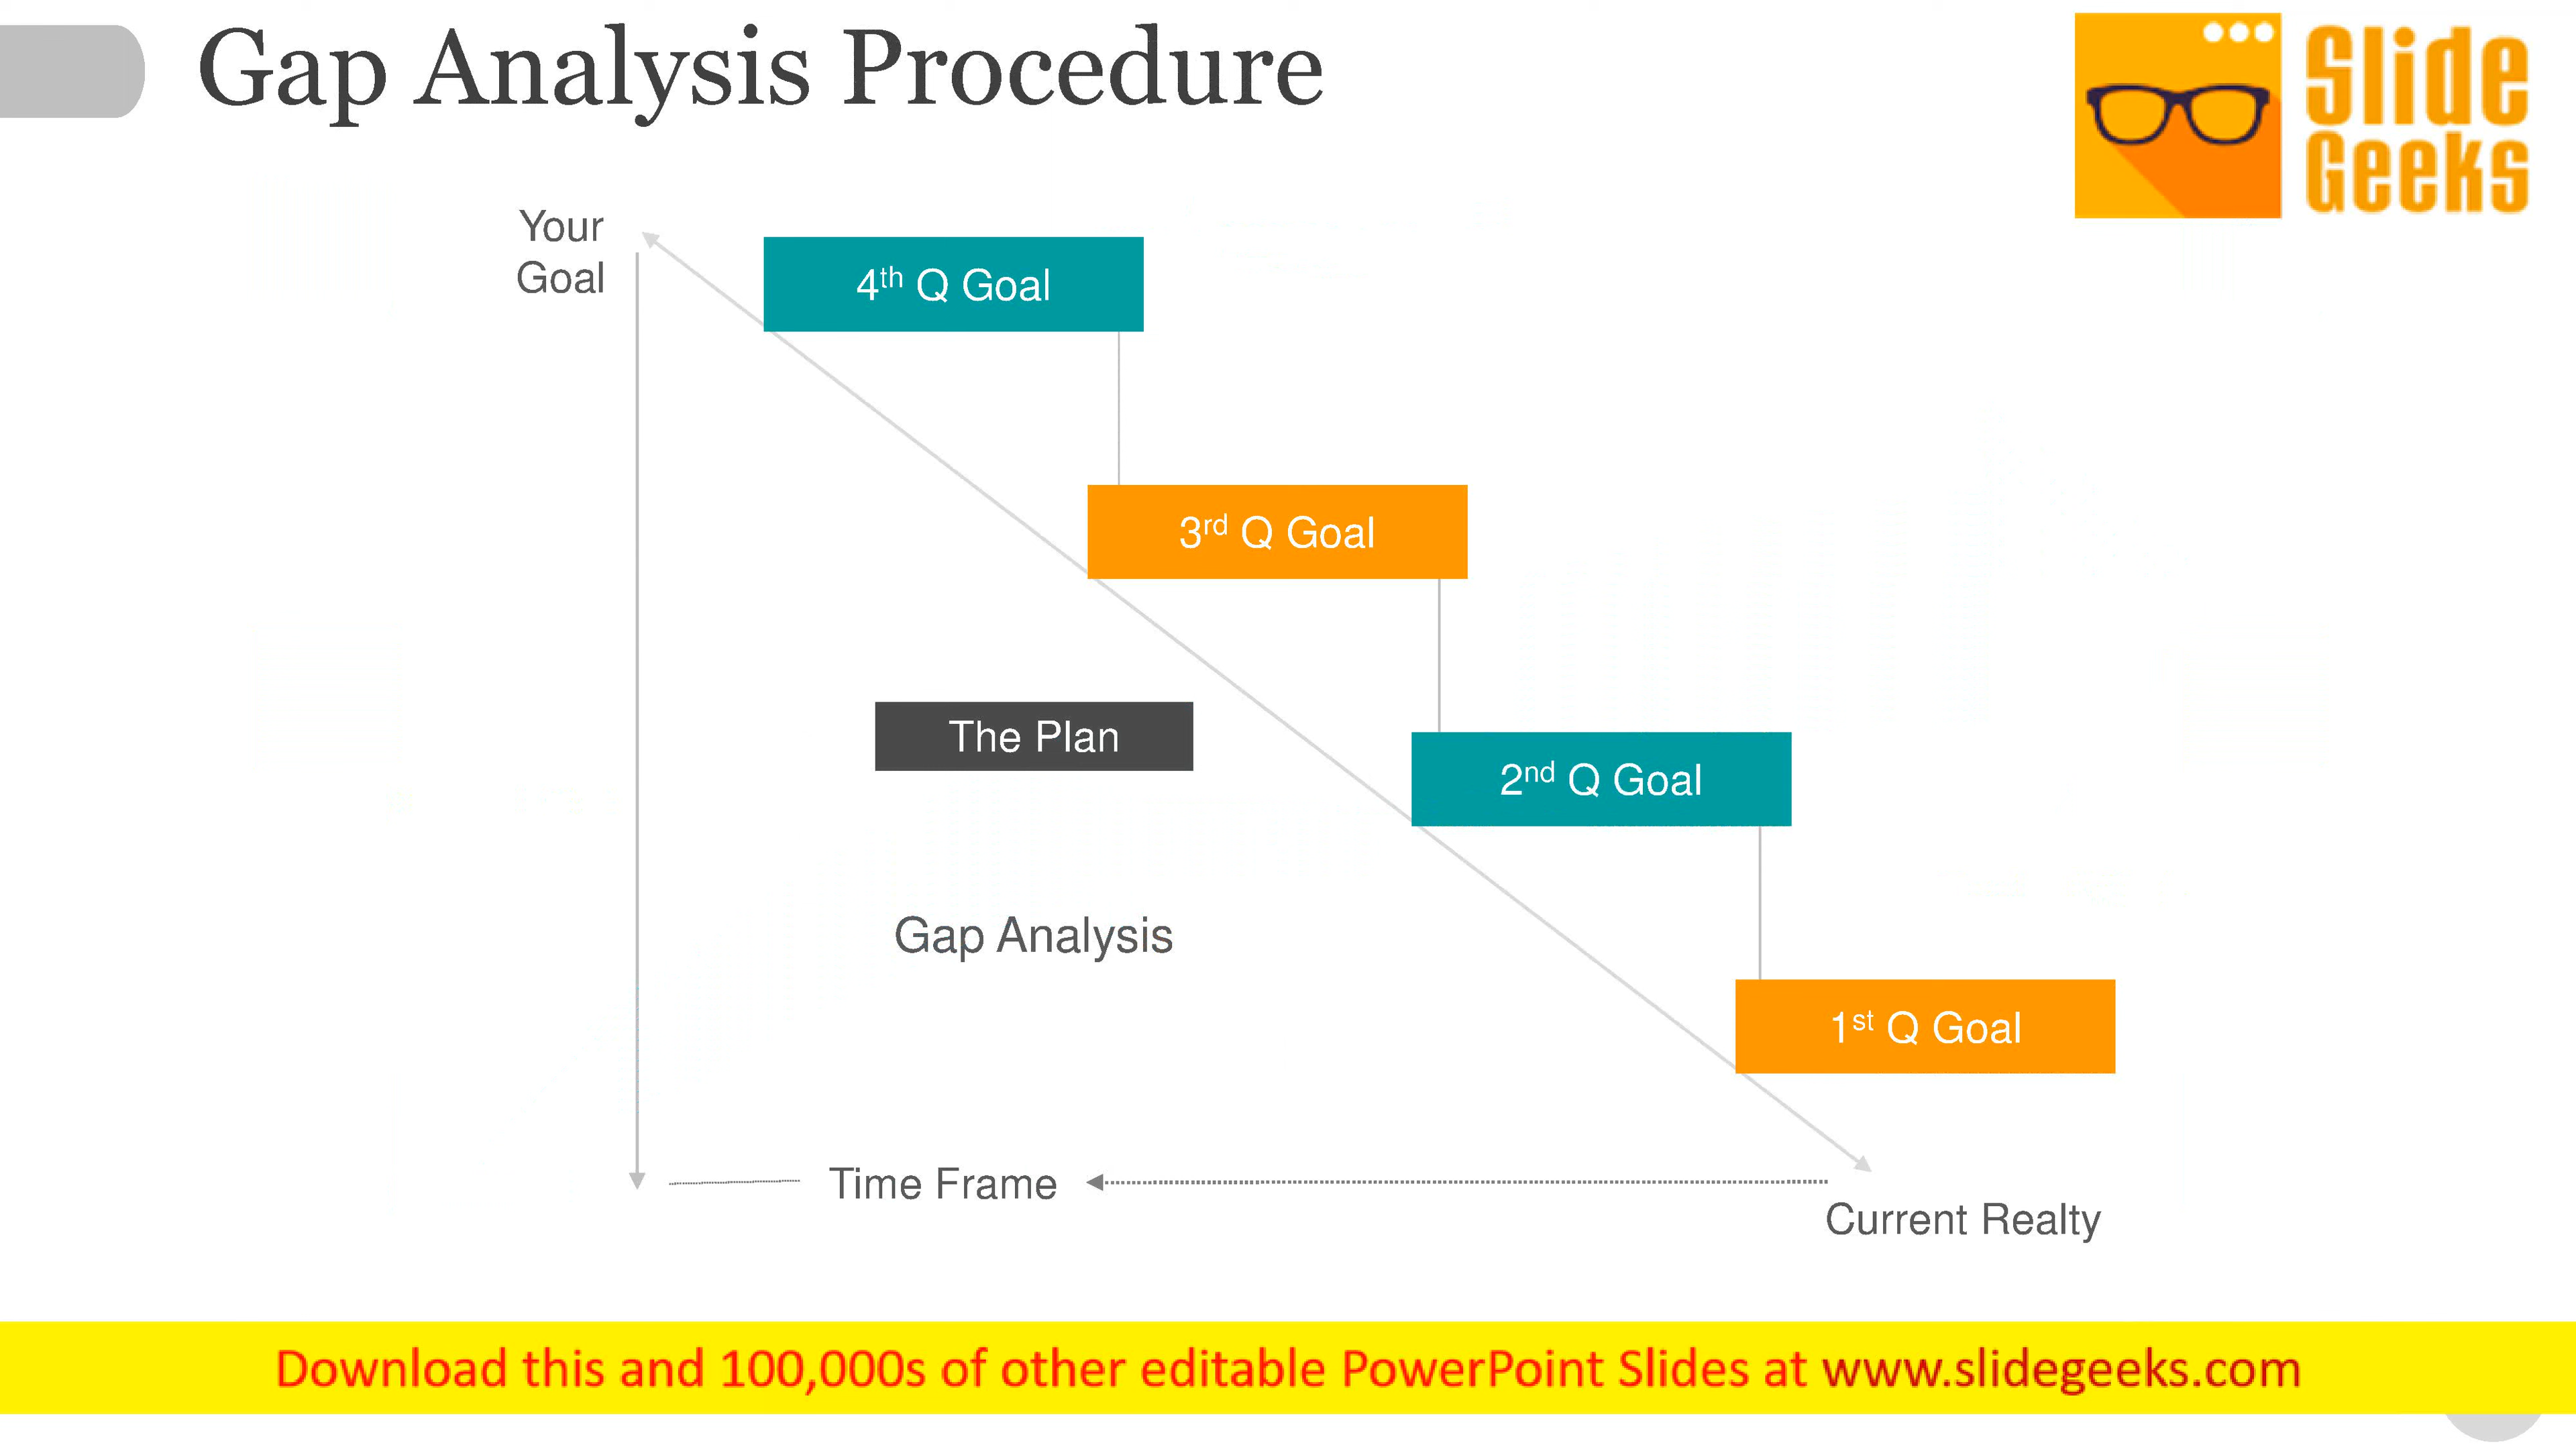 Gap Analysis Procedure
Slide
Geeks
Your
Goal
4th Q Goal
3rd Q Goal
The Plan
2nd Q Goal
Gap Analysis
1st Q Goal
Time Frame
Current Realty
Download this and 100,000s of other editable PowerPoint Slides at www.slidegeeks.com